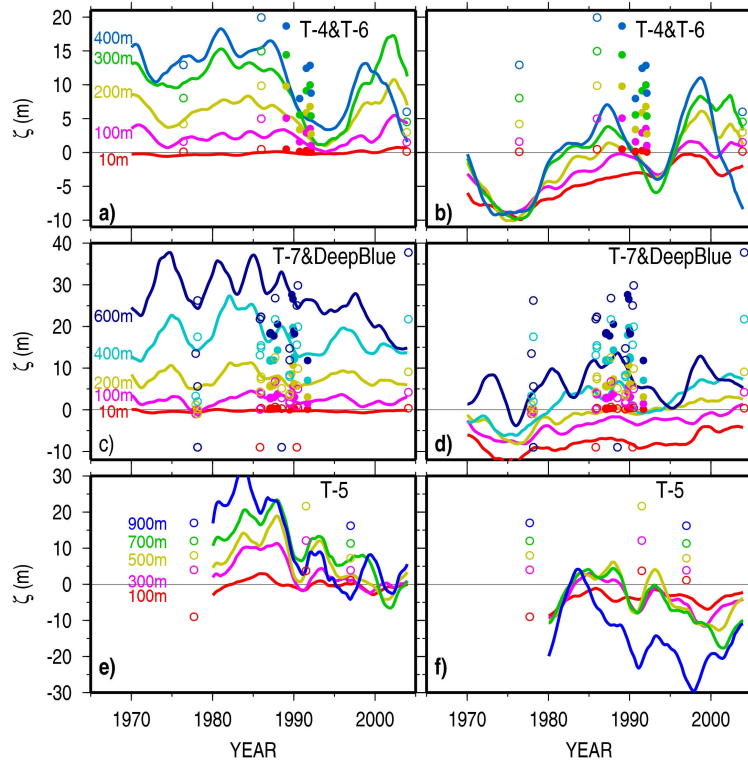 20
15
10
5
0
-5
-10
ζ (m)
400m
300m
200m
100m
10m
T-4&T-6
a)
T-4&T-6
b)
40
30
20
10
0
-10
ζ (m)
600m
400m
200m
100m
10m
T-7&DeepBlue
c)
T-7&DeepBlue
d)
30
20
10
0
-10
-20
-30
ζ (m)
900m
700m
500m
300m
100m
T-5
e)
T-5
f)
1970 1980 1990 2000
1970 1980 1990 2000
YEAR
YEAR